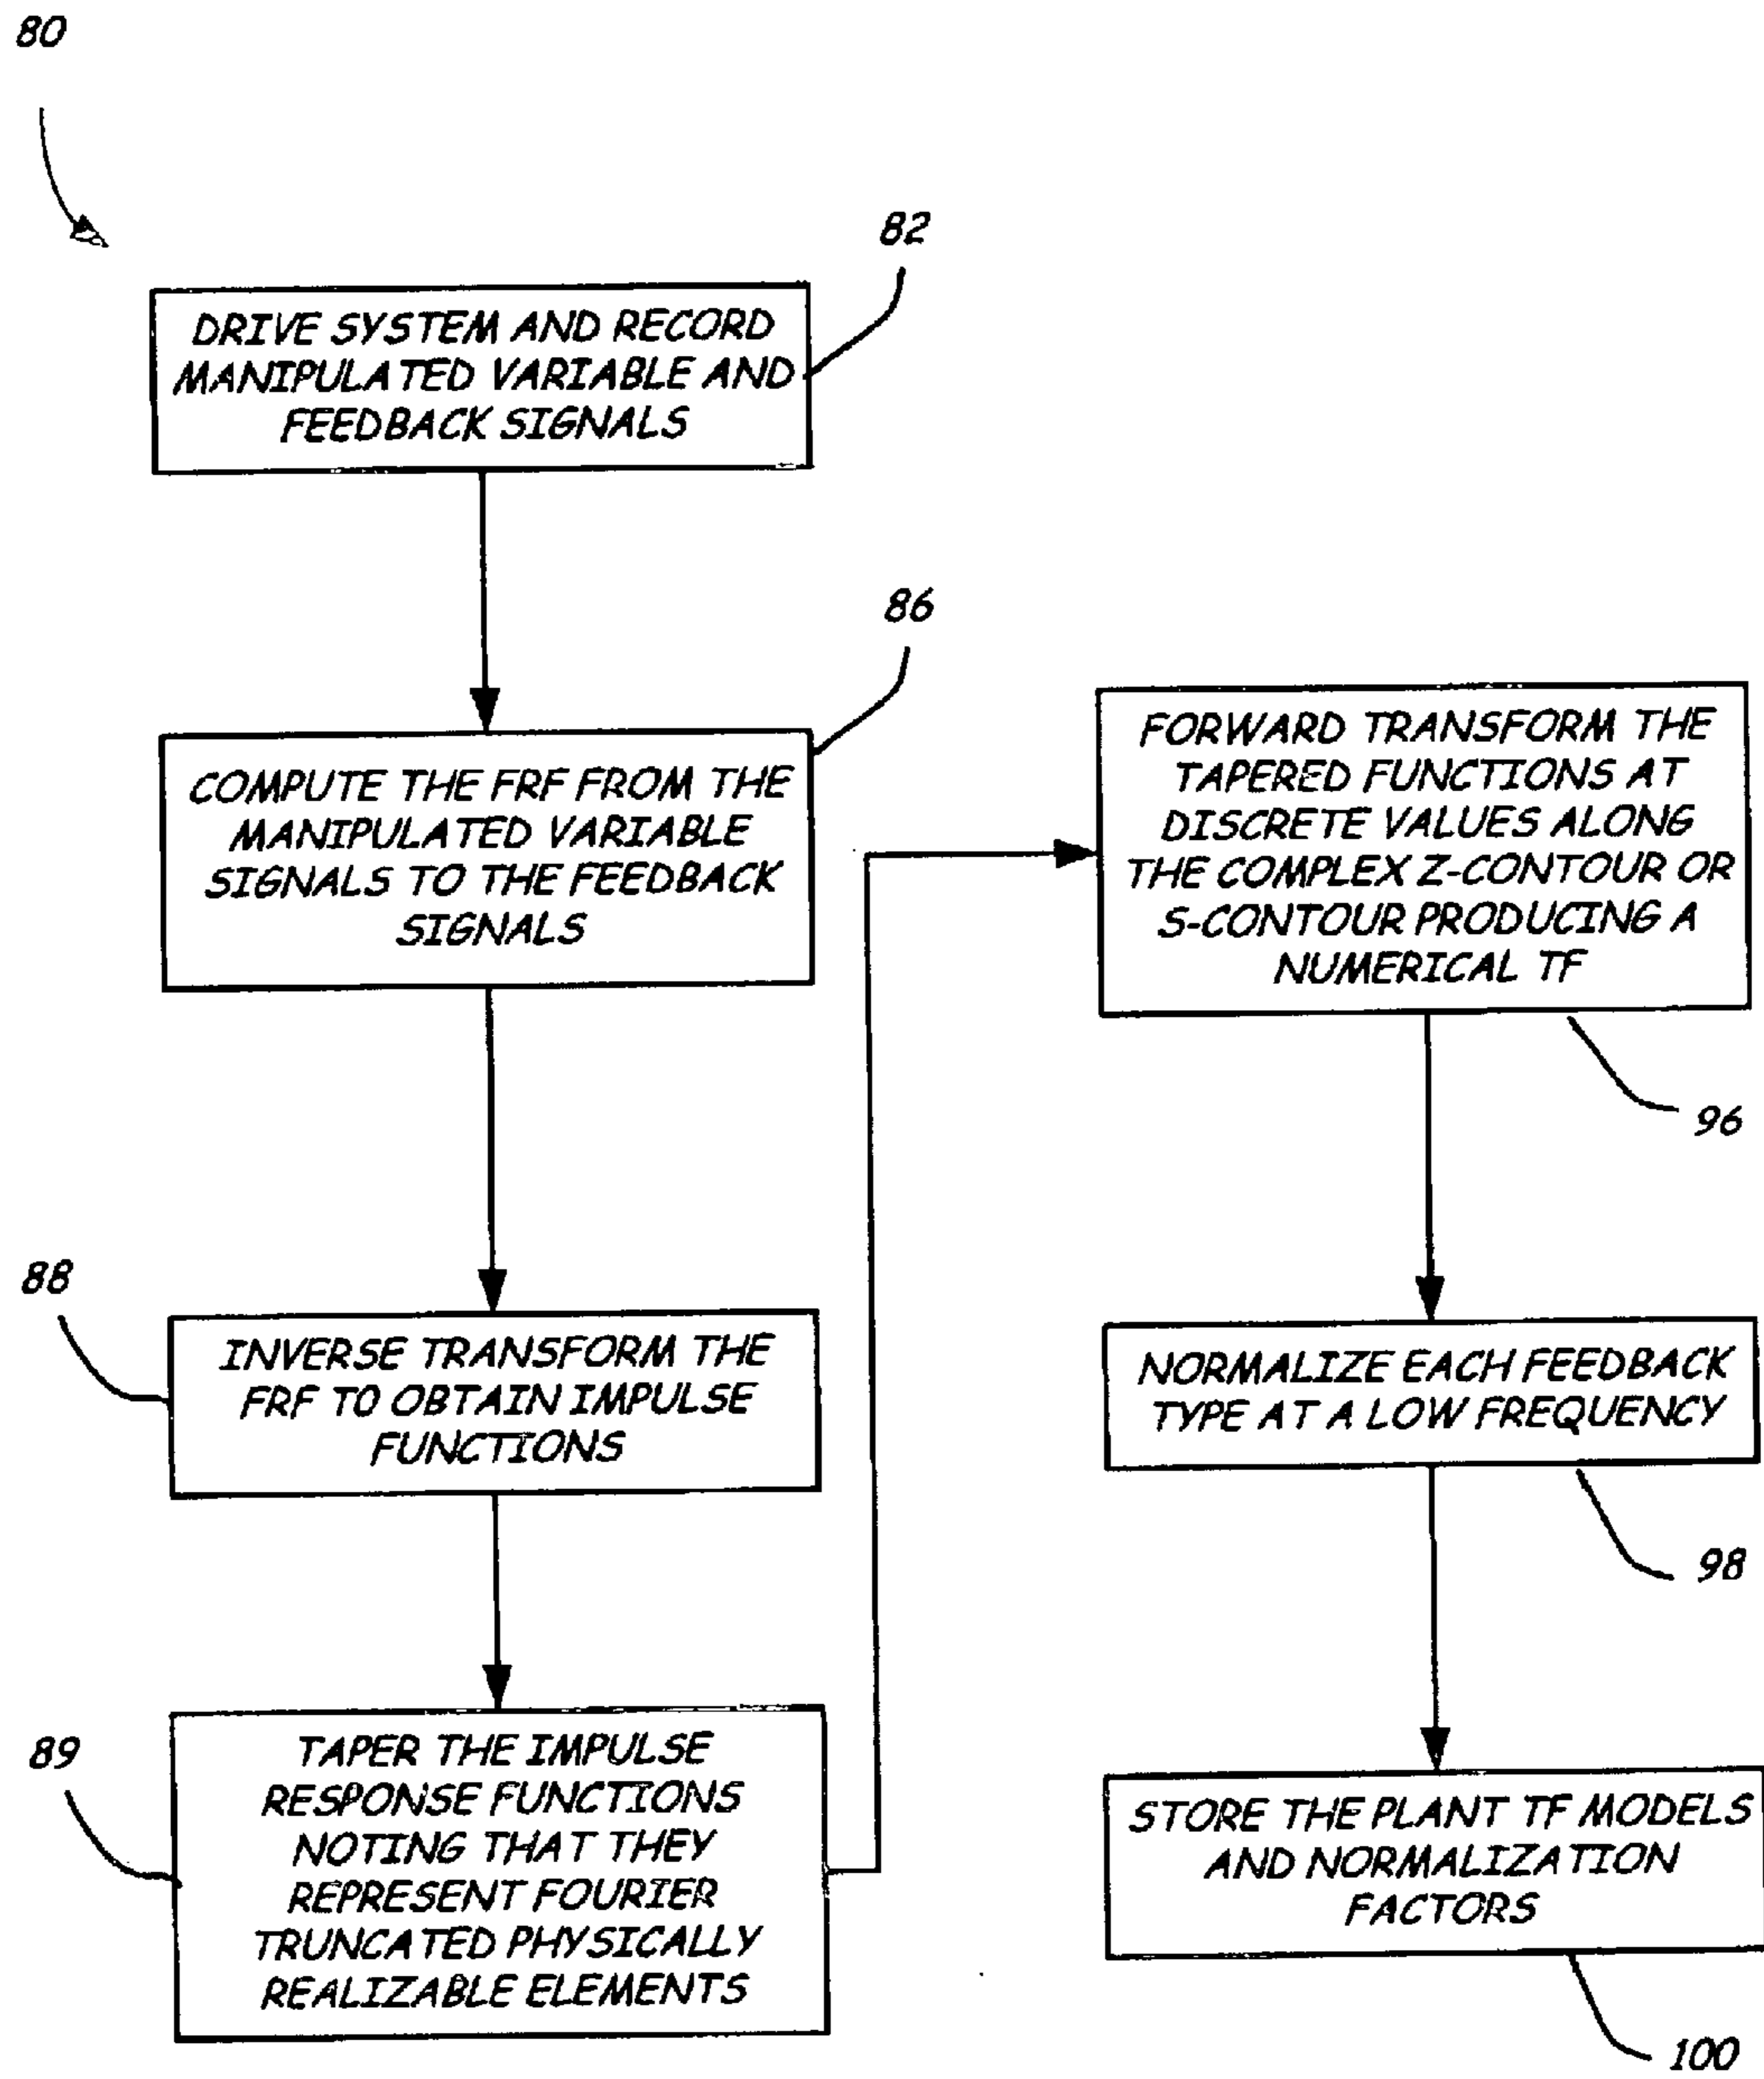 80
82
DRIVE SYSTEM AND RECORD
MANIPULATED VARIABLE AND
FEEDBACK SIGNALS
86
COMPUTE THE FRF FROM THE
MANIPULATED VARIABLE
SIGNALS TO THE FEEDBACK
SIGNALS
88
INVERSE TRANSFORM THE
FRF TO OBTAIN IMPULSE
FUNCTIONS
89
TAPER THE IMPULSE
RESPONSE FUNCTIONS
NOTING THAT THEY
REPRESENT FOURIER
TRUNCATED PHYSICALLY
REALIZABLE ELEMENTS
FORWARD TRANSFORM THE
TAPERED FUNCTIONS AT
DISCRETE VALUES ALONG
THE COMPLEX Z-CONTOUR OR
S-CONTOUR PRODUCING A
NUMERICAL TF
96
NORMALIZE EACH FEEDBACK
TYPE AT A LOW FREQUENCY
98
STORE THE PLANT TF MODELS
AND NORMALIZATION
FACTORS
100